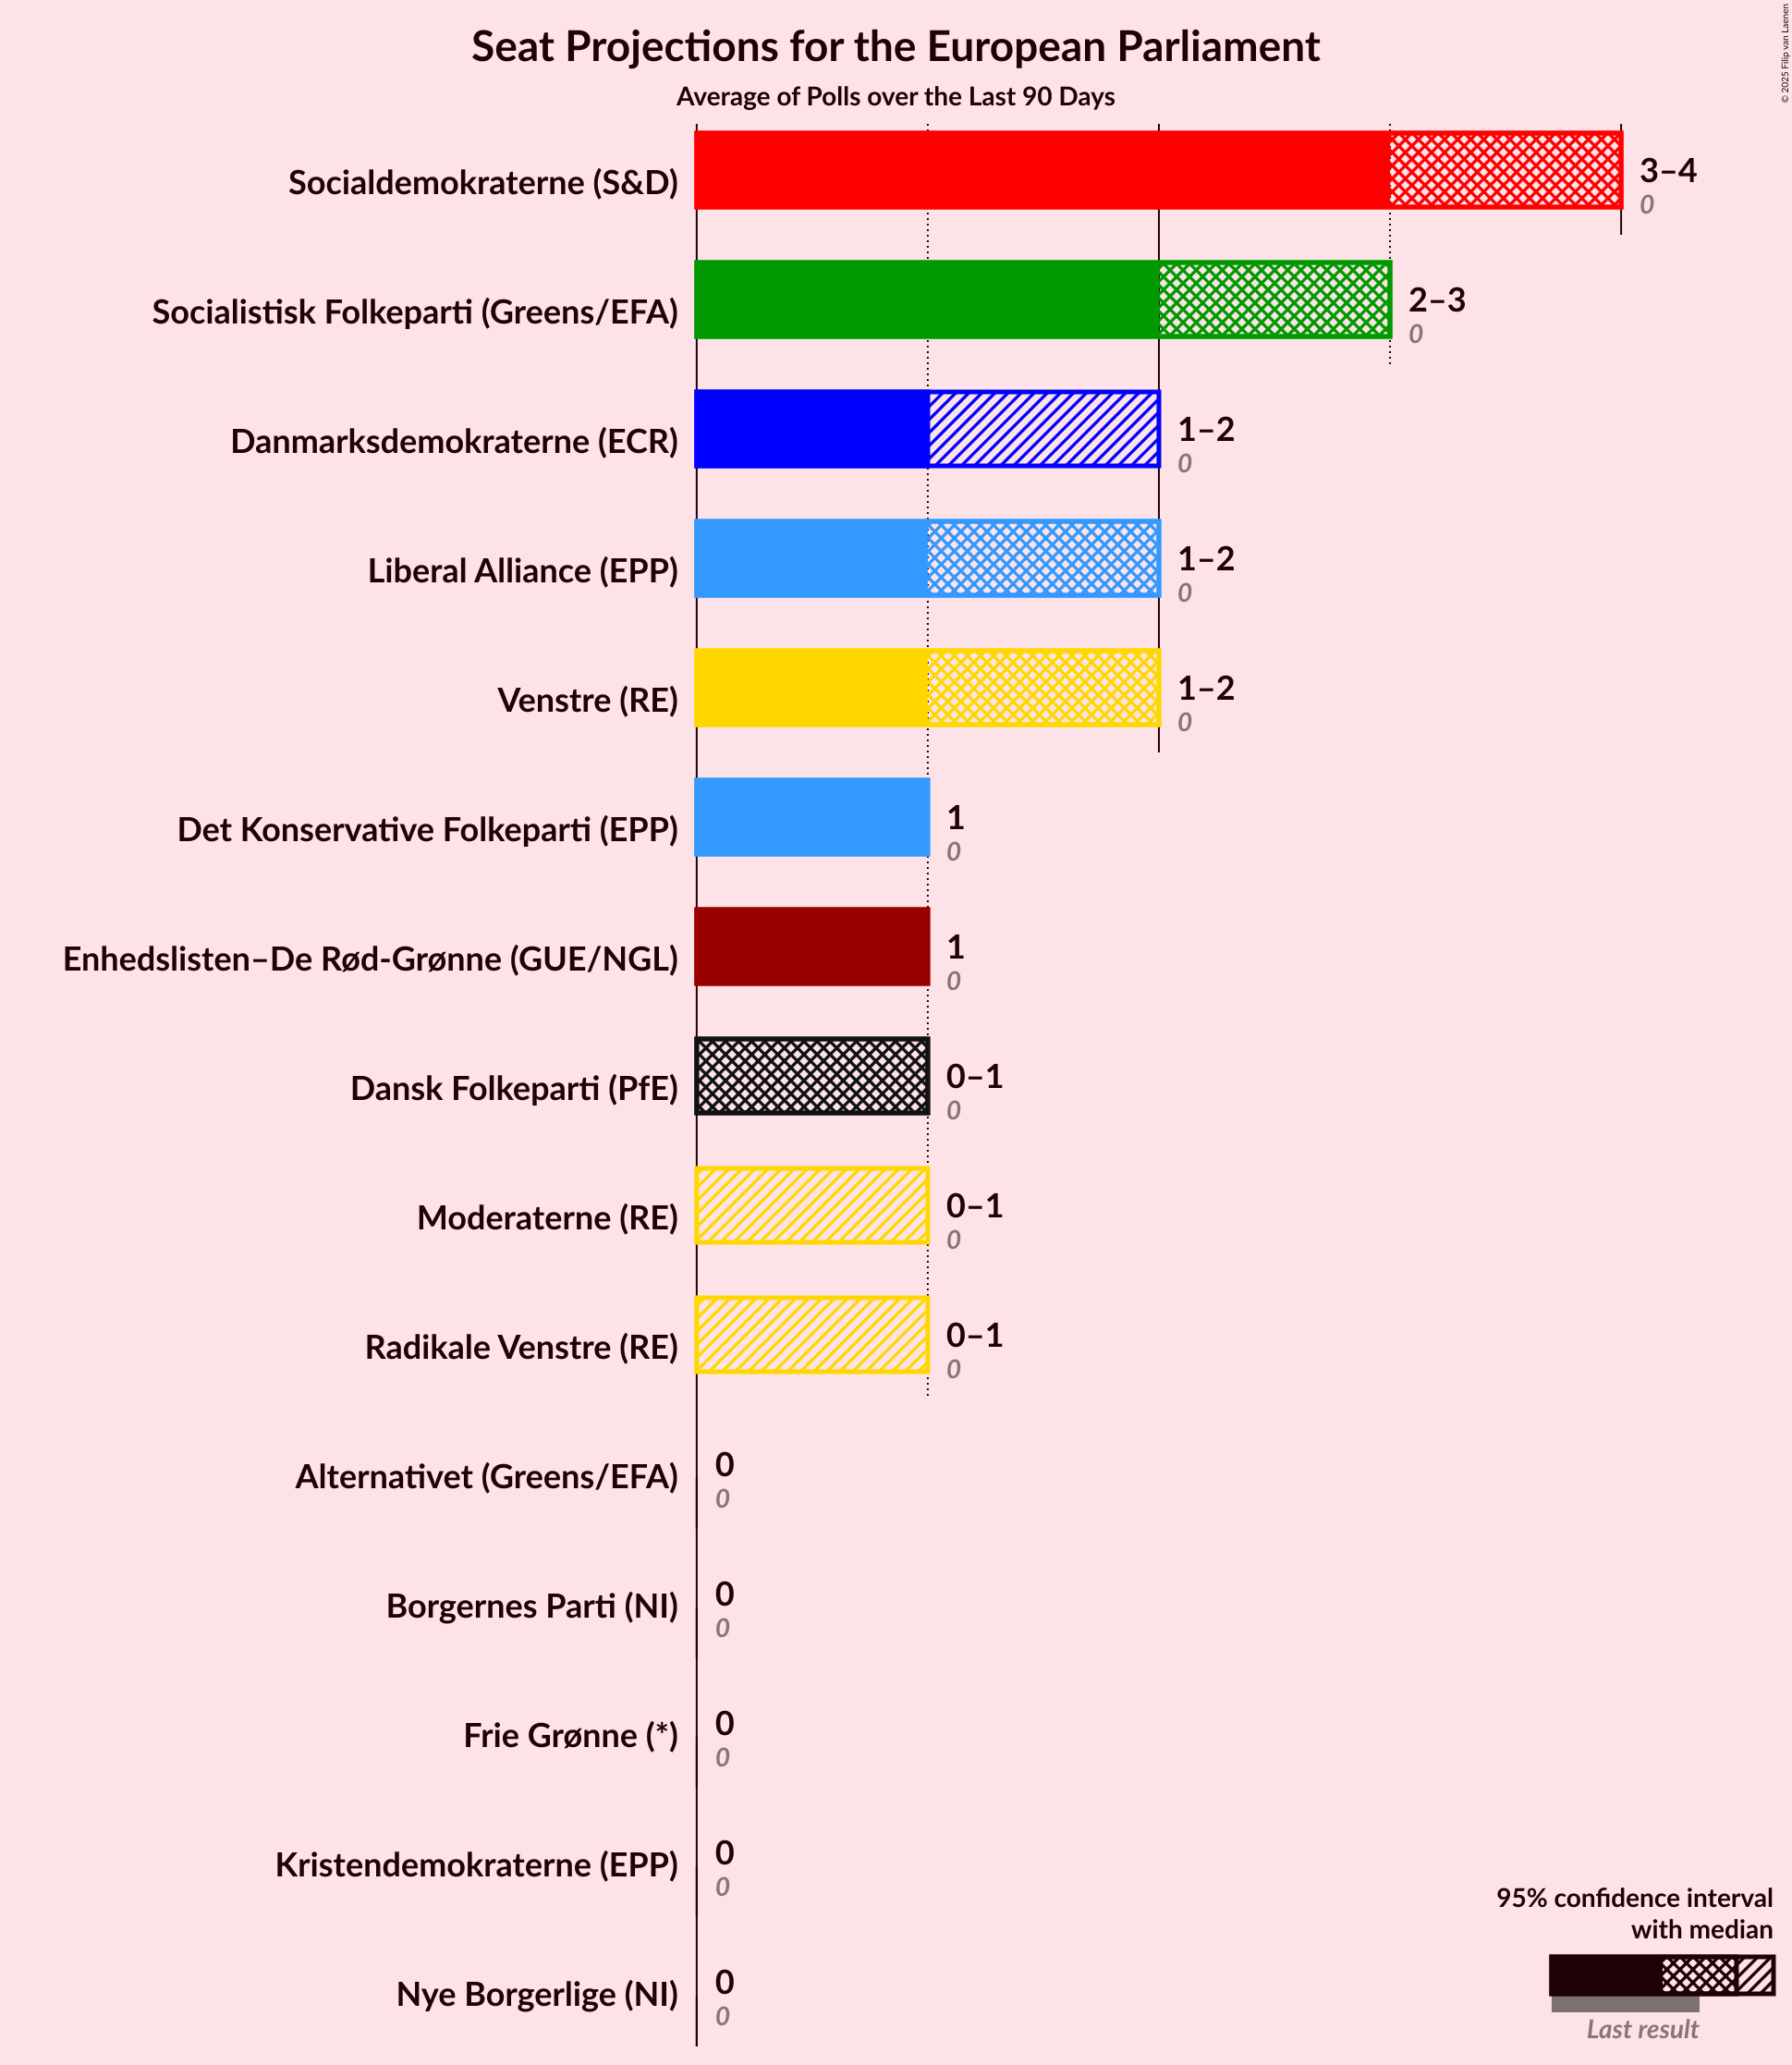 Seat Projections for the European Parliament
Average of Polls over the Last 90 Days
© 2025 Filip van Laenen
Socialdemokraterne (S&D)
3–4
0
Socialistisk Folkeparti (Greens/EFA)
2–3
0
Danmarksdemokraterne (ECR)
1–2
0
Liberal Alliance (EPP)
1–2
0
Venstre (RE)
1–2
0
Det Konservative Folkeparti (EPP)
1
0
Enhedslisten–De Rød-Grønne (GUE/NGL)
1
0
Dansk Folkeparti (PfE)
0–1
0
Moderaterne (RE)
0–1
0
Radikale Venstre (RE)
0–1
0
Alternativet (Greens/EFA)
0
0
Borgernes Parti (NI)
0
0
Frie Grønne (*)
0
0
Kristendemokraterne (EPP)
0
0
Nye Borgerlige (NI)
0
0
95% confidence interval
with median
Last result